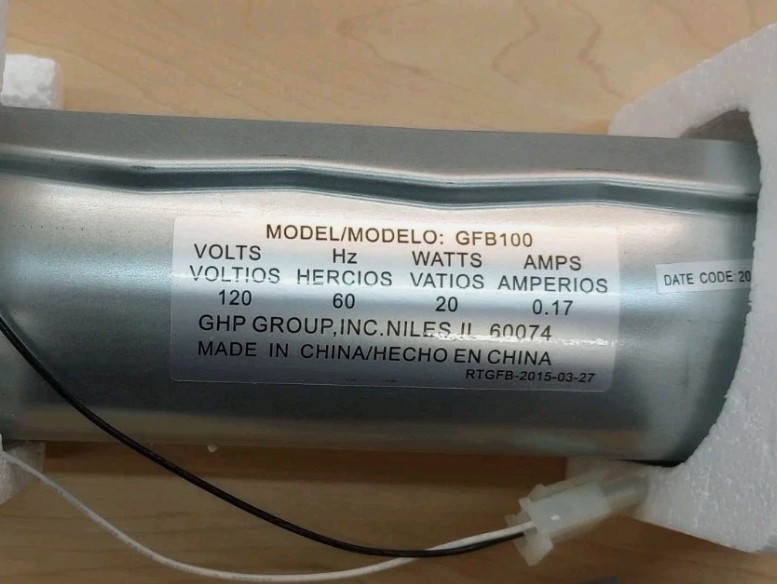 MODEL/MODELO: GFB100
VOLTS Hz WATTS AMPS
VOLTIOS HERCIOS VATIOS AMPERIOS
120 60 20 0.17
GHP GROUP,INC.NILES IL 60074
MADE IN CHINA/HECHO EN CHINA
RTGFB-2015-03-27
DATE CODE:20